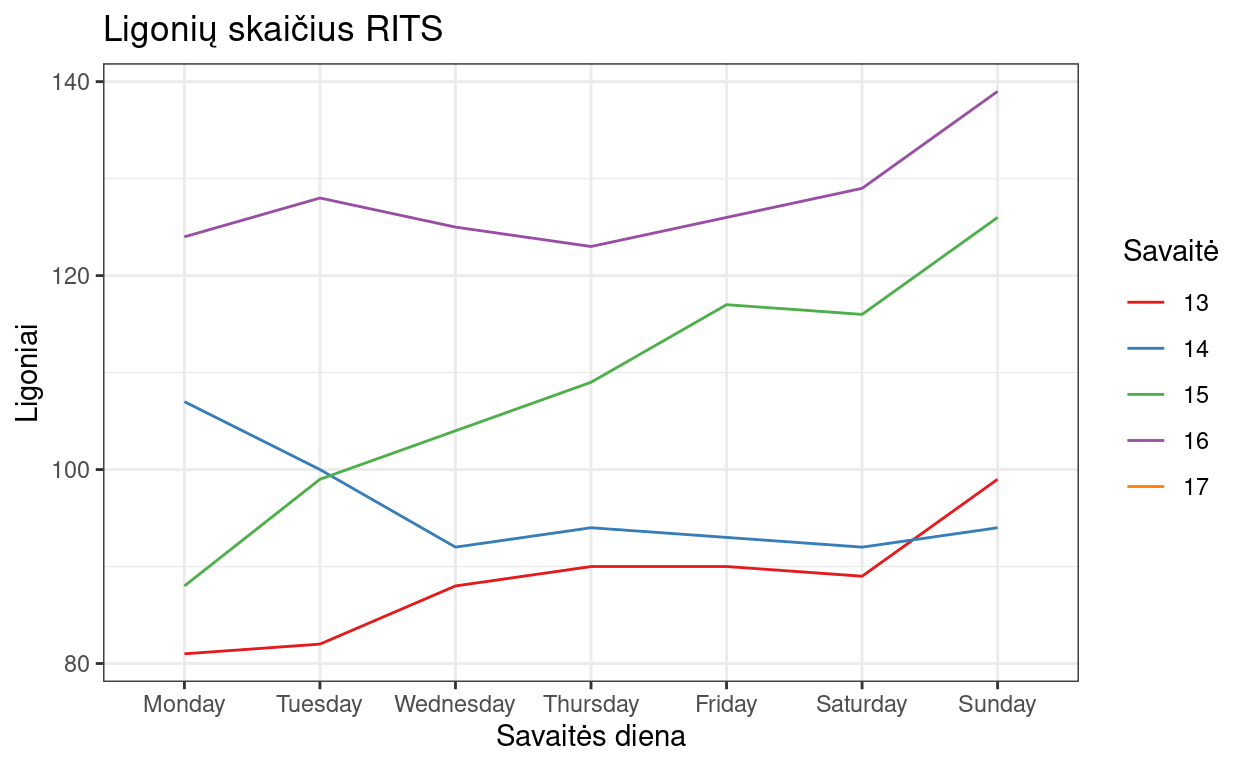 Ligonių skaičius RITS
140
120
100
80
Ligoniai
Monday Tuesday Wednesday Thursday Friday Saturday Sunday
Savaitės diena
Savaitė
13
14
15
16
17